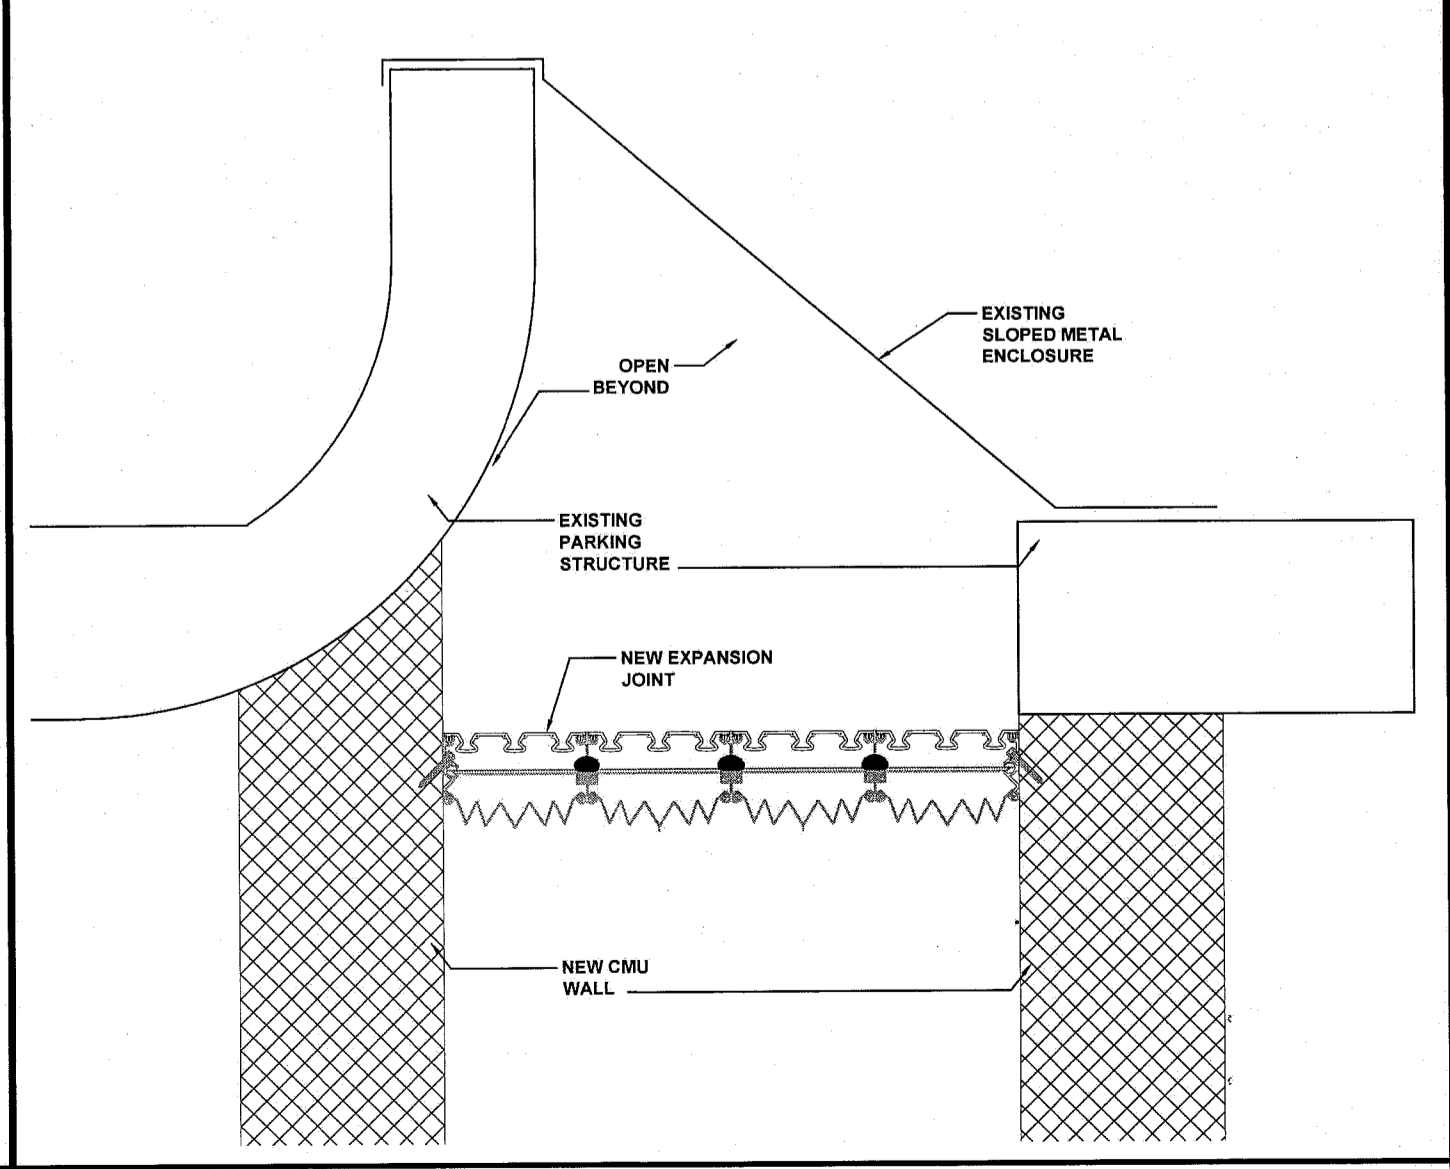 EXISTING
SLOPED METAL
ENCLOSURE
OPEN
BEYOND
EXISTING
PARKING
STRUCTURE
NEW EXPANSION
JOINT
NEW CMU
WALL